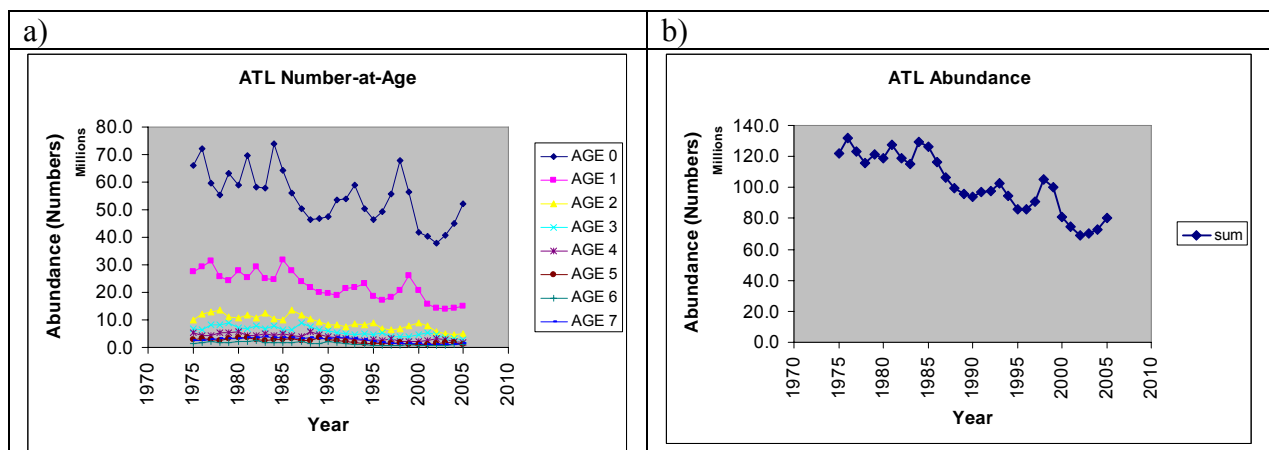 a)
ATL Number-at-Age
Abundance (Numbers)
Millions
80.0
70.0
60.0
50.0
40.0
30.0
20.0
10.0
0.0
1970
1975
1980
1985
1990
1995
2000
2005
2010
Year
AGE 0
AGE 1
AGE 2
AGE 3
AGE 4
AGE 5
AGE 6
AGE 7
b)
ATL Abundance
Abundance (Numbers)
Millions
140.0
120.0
100.0
80.0
60.0
40.0
20.0
0.0
1970
1975
1980
1985
1990
1995
2000
2005
2010
Year
sum